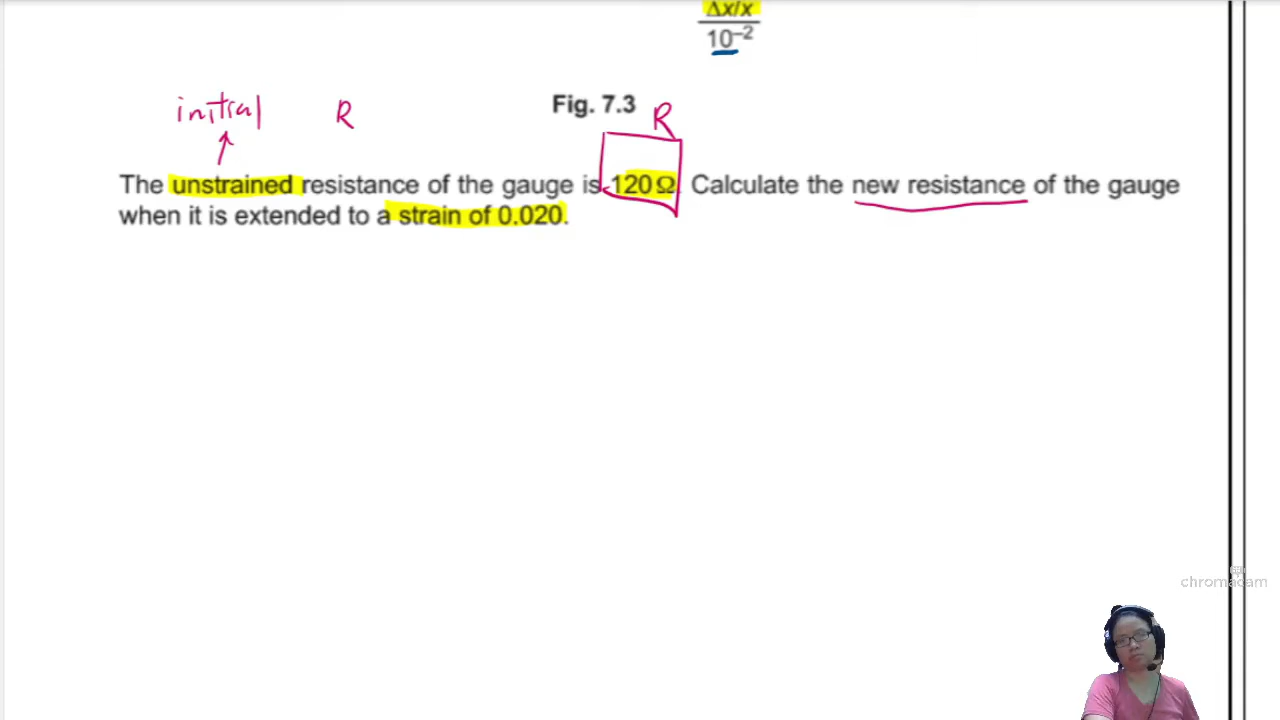 Δx/x
10⁻²
initial R
Fig. 7.3
R
The unstrained resistance of the gauge is 120 Ω. Calculate the new resistance of the gauge
when it is extended to a strain of 0.020.
chromacam